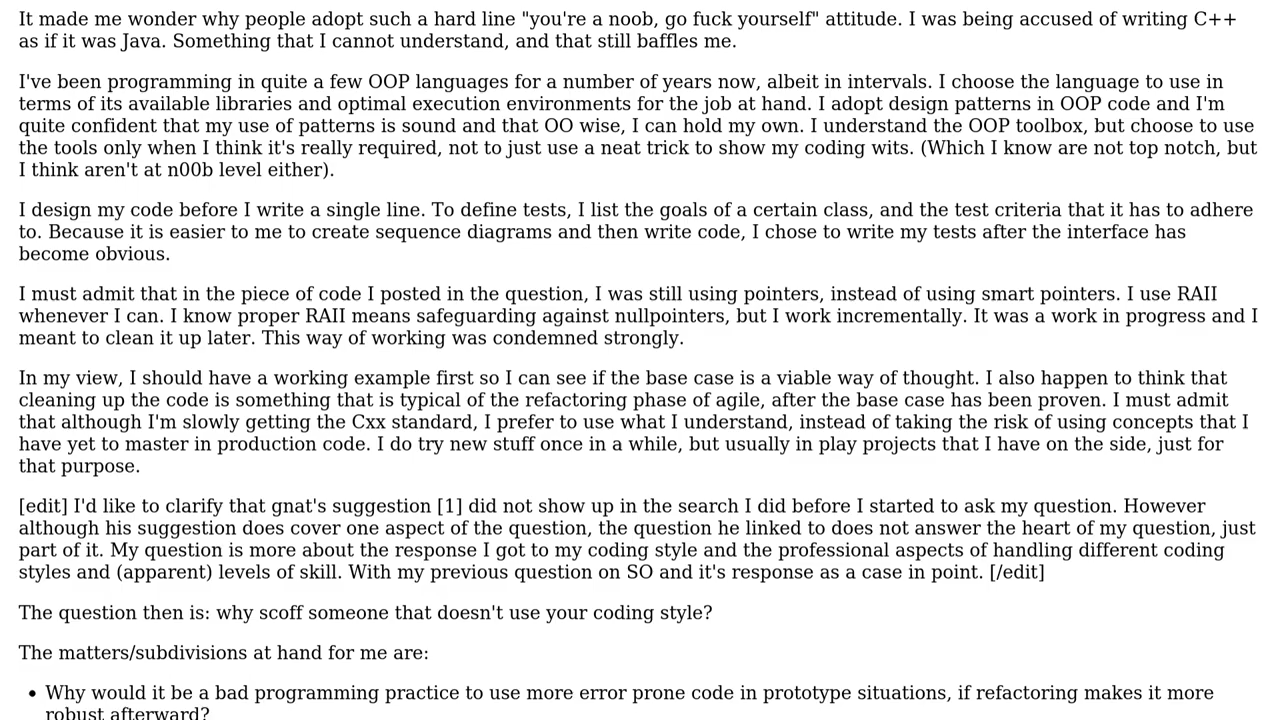 It made me wonder why people adopt such a hard line "you're a noob, go fuck yourself" attitude. I was being accused of writing C++
as if it was Java. Something that I cannot understand, and that still baffles me.
I've been programming in quite a few OOP languages for a number of years now, albeit in intervals. I choose the language to use in
terms of its available libraries and optimal execution environments for the job at hand. I adopt design patterns in OOP code and I'm
quite confident that my use of patterns is sound and that OO wise, I can hold my own. I understand the OOP toolbox, but choose to use
the tools only when I think it's really required, not to just use a neat trick to show my coding wits. (Which I know are not top notch, but
I think aren't at n00b level either).
I design my code before I write a single line. To define tests, I list the goals of a certain class, and the test criteria that it has to adhere
to. Because it is easier to me to create sequence diagrams and then write code, I chose to write my tests after the interface has
become obvious.
I must admit that in the piece of code I posted in the question, I was still using pointers, instead of using smart pointers. I use RAII
whenever I can. I know proper RAII means safeguarding against nullpointers, but I work incrementally. It was a work in progress and I
meant to clean it up later. This way of working was condemned strongly.
In my view, I should have a working example first so I can see if the base case is a viable way of thought. I also happen to think that
cleaning up the code is something that is typical of the refactoring phase of agile, after the base case has been proven. I must admit
that although I'm slowly getting the Cxx standard, I prefer to use what I understand, instead of taking the risk of using concepts that I
have yet to master in production code. I do try new stuff once in a while, but usually in play projects that I have on the side, just for
that purpose.
[edit] I'd like to clarify that gnat's suggestion [1] did not show up in the search I did before I started to ask my question. However
although his suggestion does cover one aspect of the question, the question he linked to does not answer the heart of my question, just
part of it. My question is more about the response I got to my coding style and the professional aspects of handling different coding
styles and (apparent) levels of skill. With my previous question on SO and it's response as a case in point. [/edit]
The question then is: why scoff someone that doesn't use your coding style?
The matters/subdivisions at hand for me are:
• Why would it be a bad programming practice to use more error prone code in prototype situations, if refactoring makes it more
robust afterward?